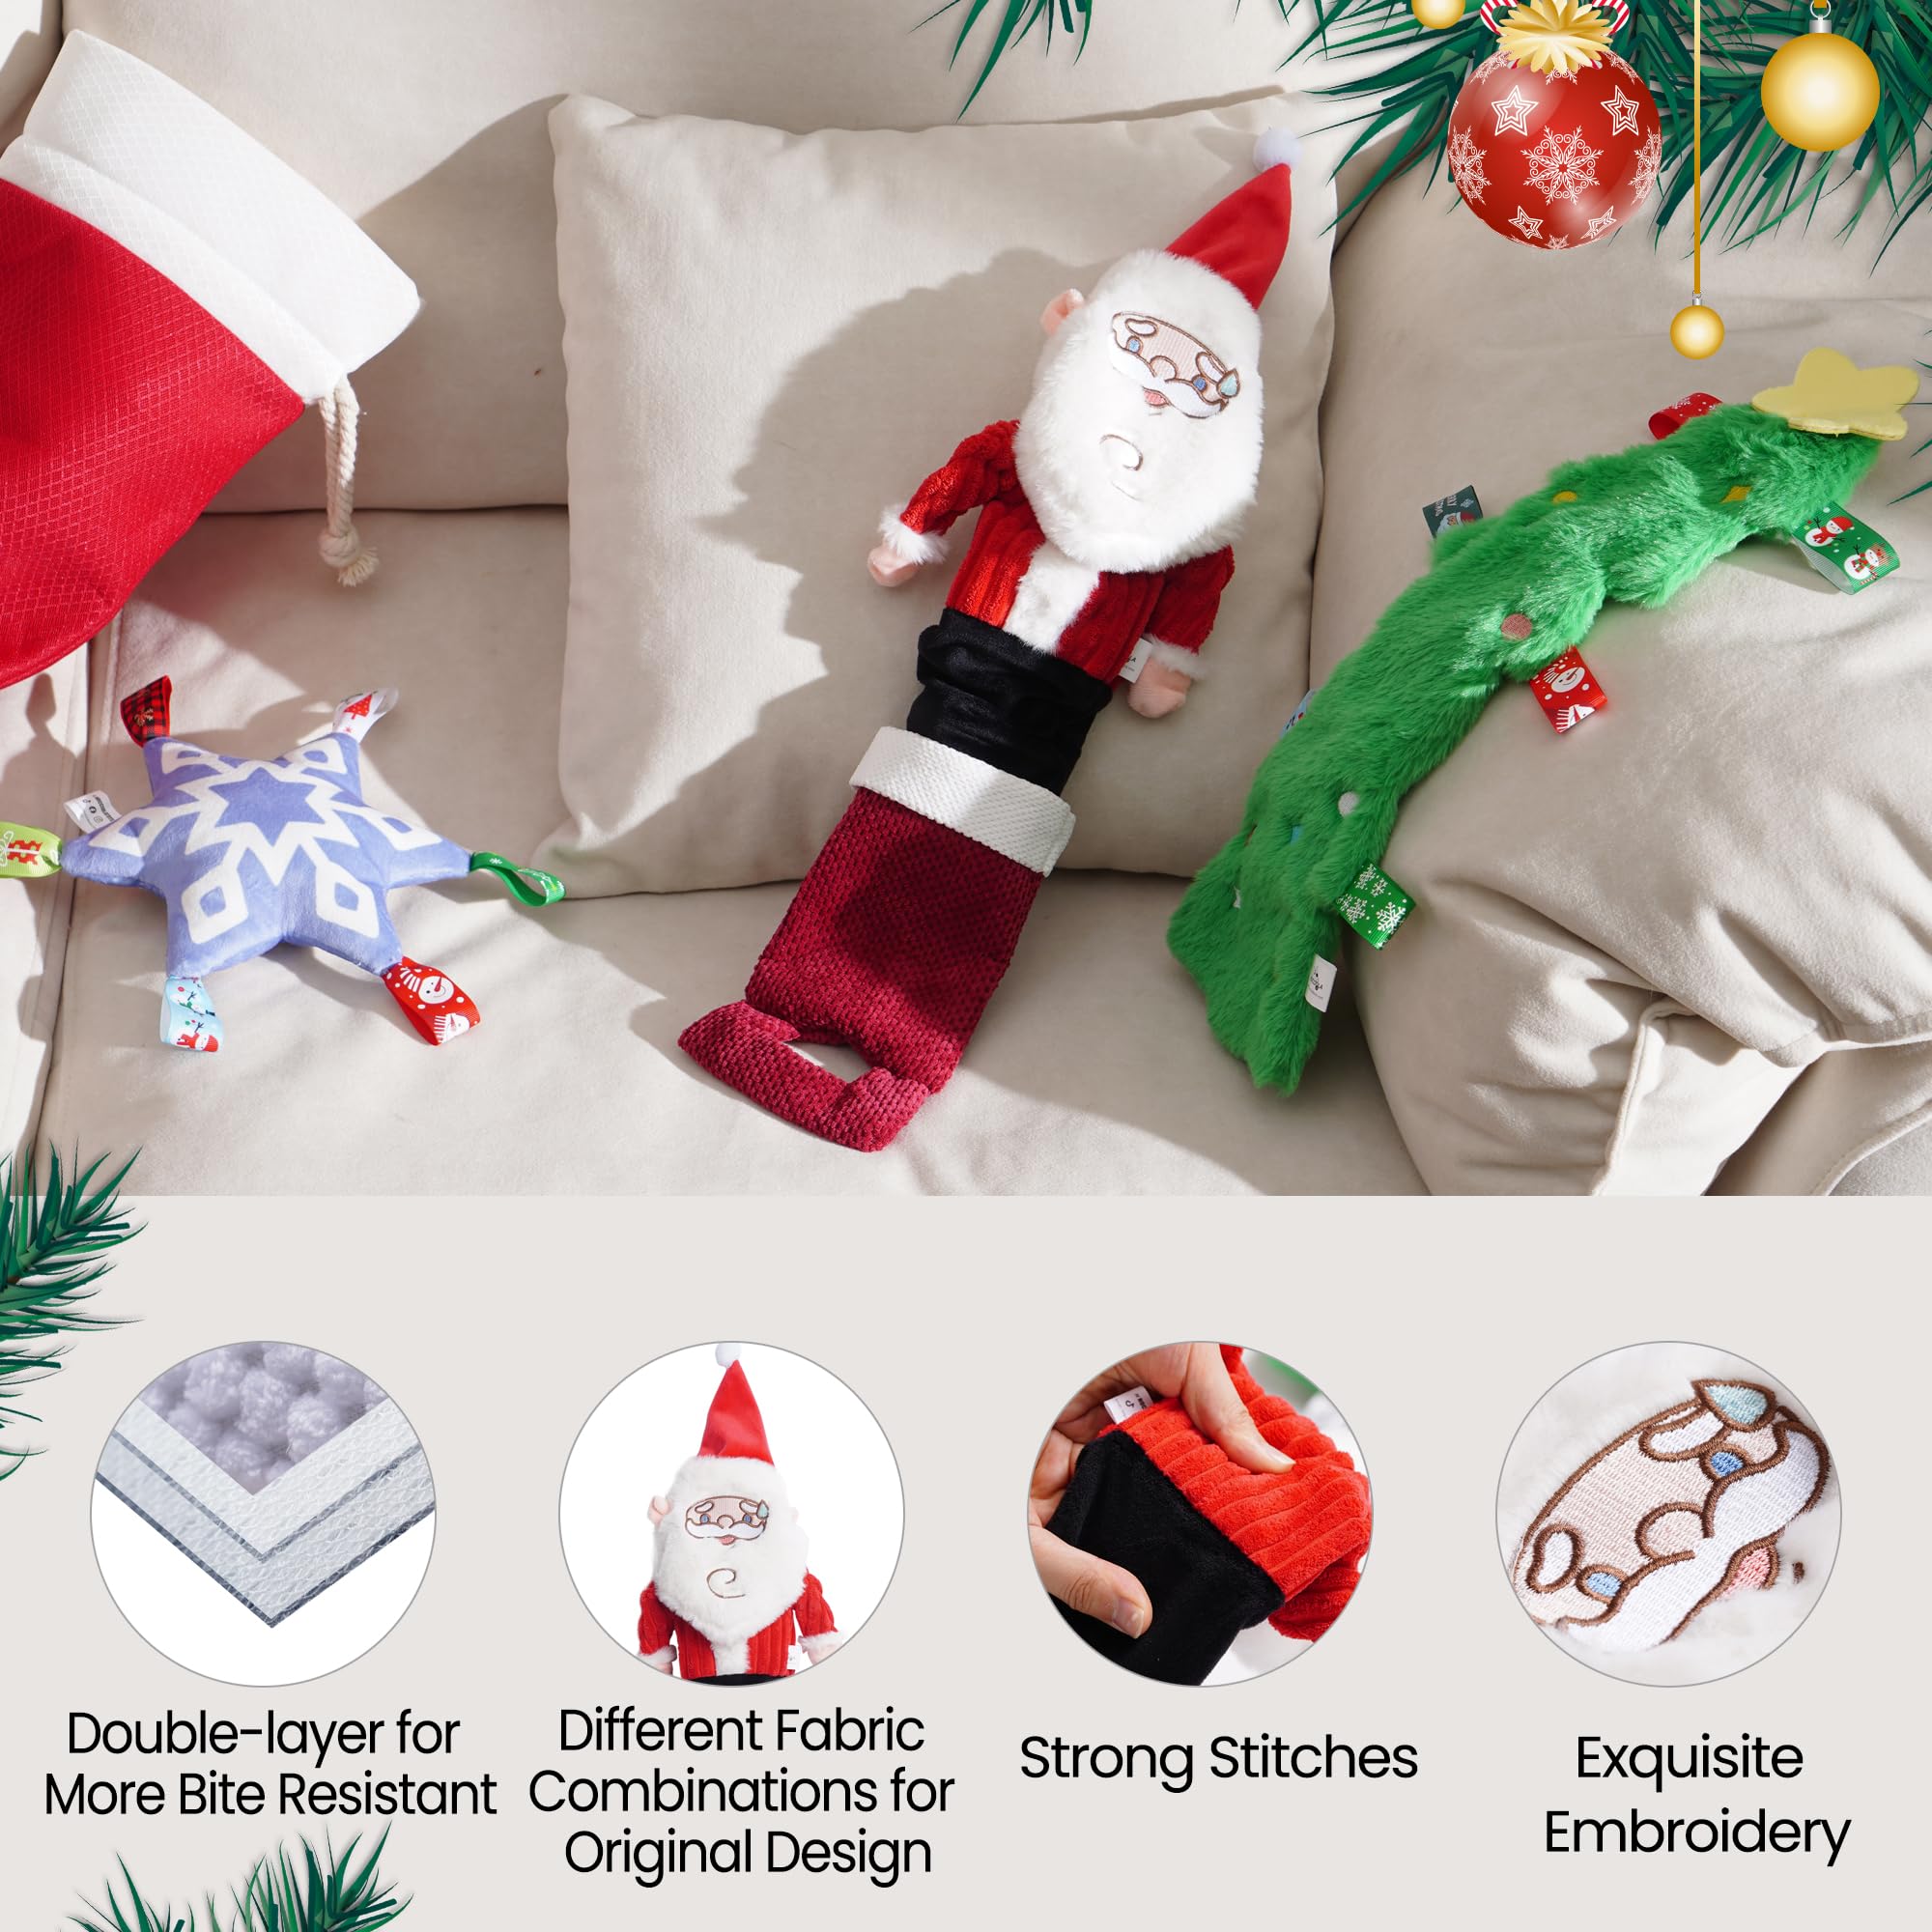 Double-layer for
More Bite Resistant
Different Fabric
Combinations for
Original Design
Strong Stitches
Exquisite
Embroidery